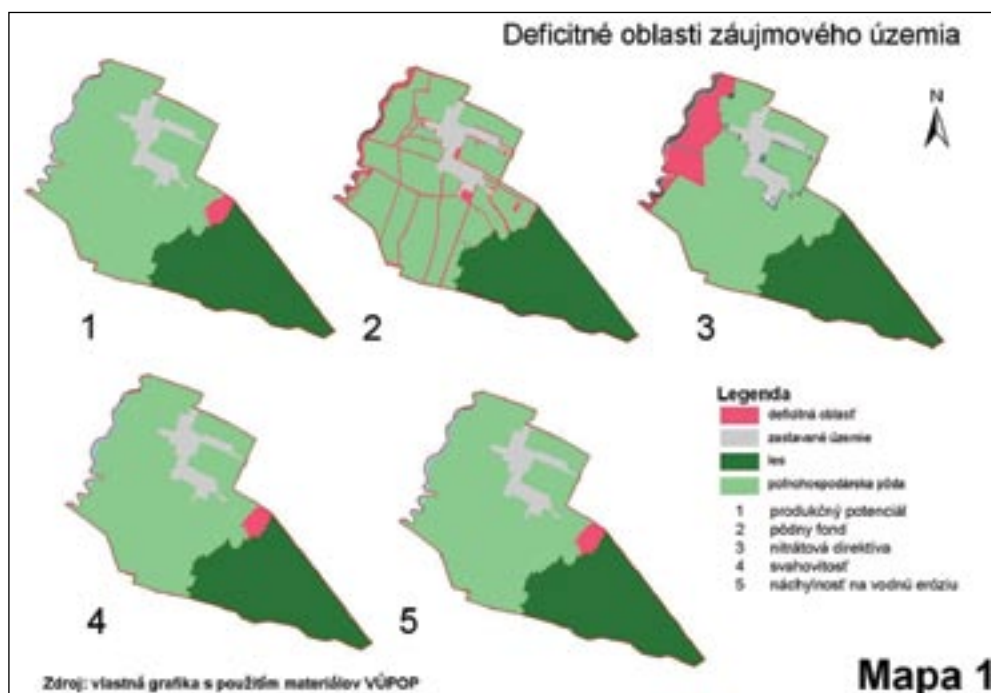 Deficitné oblasti záujmového územia
N
1
2
3
4
5
Legenda
deficitná oblasť
zastavané územie
les
poľnohospodárska pôda
1 produkčný potenciál
2 pôdny fond
3 nitrátová direktíva
4 svahovitosť
5 náchylnosť na vodnú eróziu
Zdroj: vlastná grafika s použitím materiálov VÚPOP
Mapa 1